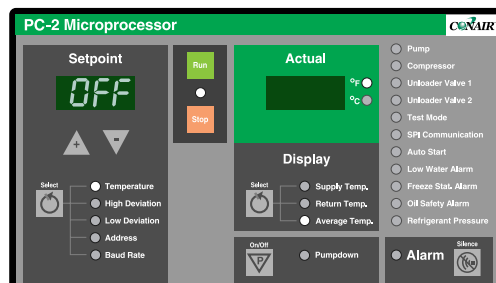 PC-2 Microprocessor
CONAIR
Setpoint
OFF
+
-
Select
Temperature
High Deviation
Low Deviation
Address
Baud Rate
Run
Stop
Actual
°F
°C
Display
Select
Supply Temp.
Return Temp.
Average Temp.
On/Off
P
Pumpdown
Pump
Compressor
Unloader Valve 1
Unloader Valve 2
Test Mode
SPI Communication
Auto Start
Low Water Alarm
Freeze Stat. Alarm
Oil Safety Alarm
Refrigerant Pressure
Alarm
Silence